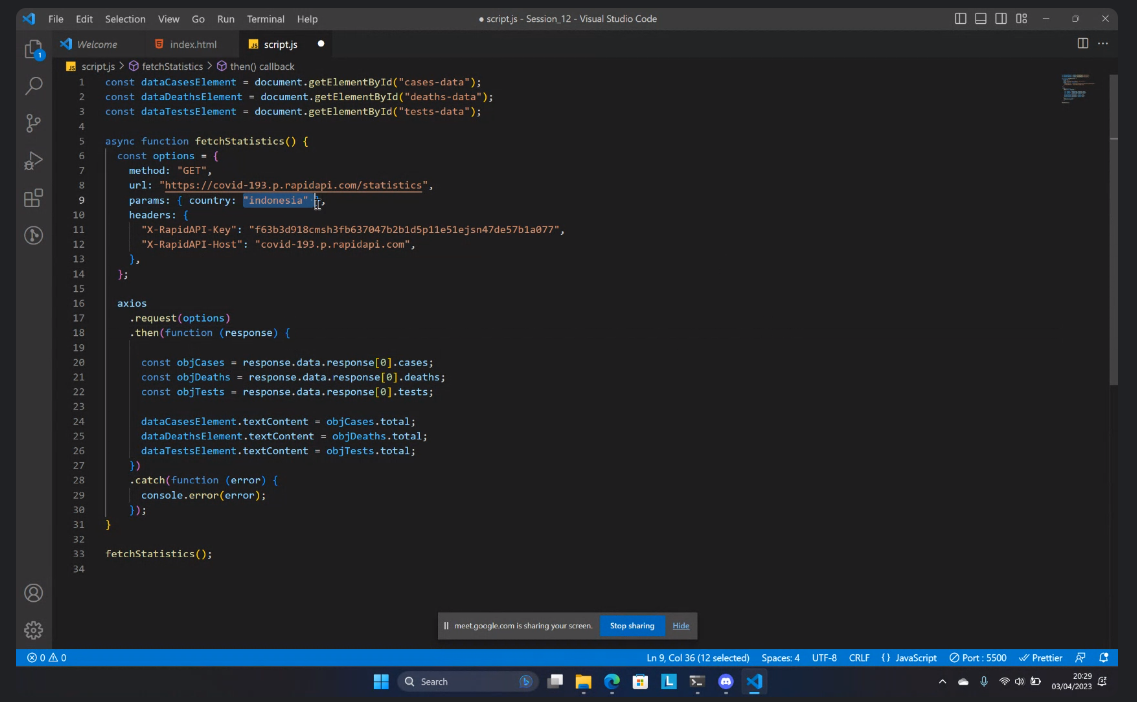 File Edit Selection View Go Run Terminal Help
● script.js - Session_12 - Visual Studio Code
Welcome
index.html
JS script.js
JS script.js > fetchStatistics > then() callback
1 const dataCasesElement = document.getElementById("cases-data");
2 const dataDeathsElement = document.getElementById("deaths-data");
3 const dataTestsElement = document.getElementById("tests-data");
4
5 async function fetchStatistics() {
6 const options = {
7 method: "GET",
8 url: "https://covid-193.p.rapidapi.com/statistics",
9 params: { country: "indonesia" },
10 headers: {
11 "X-RapidAPI-Key": "f63b3d918cmsh3fb637047b2b1d5p11e51ejsn47de57b1a077",
12 "X-RapidAPI-Host": "covid-193.p.rapidapi.com",
13 },
14 };
15
16 axios
17 .request(options)
18 .then(function (response) {
19
20 const objCases = response.data.response[0].cases;
21 const objDeaths = response.data.response[0].deaths;
22 const objTests = response.data.response[0].tests;
23
24 dataCasesElement.textContent = objCases.total;
25 dataDeathsElement.textContent = objDeaths.total;
26 dataTestsElement.textContent = objTests.total;
27 })
28 .catch(function (error) {
29 console.error(error);
30 });
31 }
32
33 fetchStatistics();
34
1
meet.google.com is sharing your screen. Stop sharing Hide
0 0 Ln 9, Col 36 (12 selected) Spaces: 4 UTF-8 CRLF {} JavaScript Port : 5500 Prettier
Search
L
20:29
03/04/2023